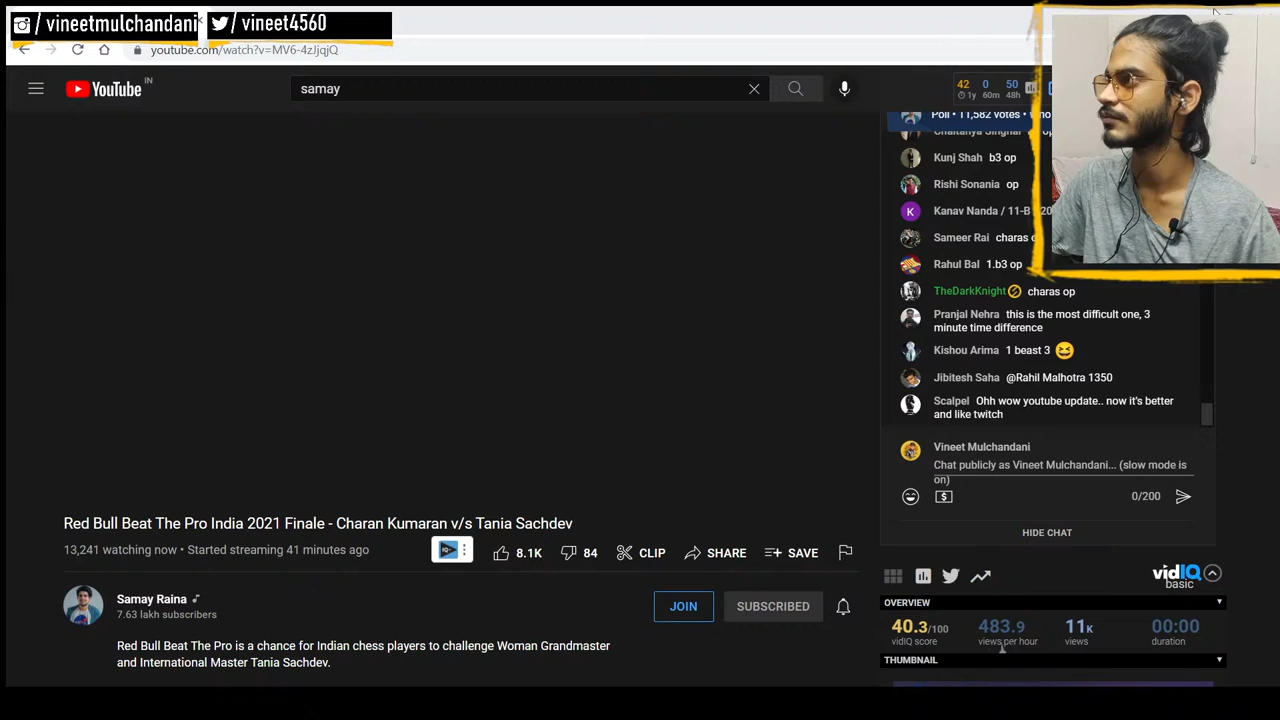 / vineetmulchandani
/ vineet4560
youtube.com/watch?v=MV6-4zJjqjQ
YouTube IN
samay
42 0 50
1y 60m 48h
Poll • 11,582 votes •
Chaitanya Singhal
Kunj Shah b3 op
Rishi Sonania op
K Kanav Nanda / 11-B
Sameer Rai charas
Rahul Bal 1.b3 op
TheDarkKnight charas op
Pranjal Nehra this is the most difficult one, 3
minute time difference
Kishou Arima 1 beast 3
Jibitesh Saha @Rahil Malhotra 1350
Scalpel Ohh wow youtube update.. now it's better
and like twitch
Vineet Mulchandani
Chat publicly as Vineet Mulchandani... (slow mode is
on)
0/200
HIDE CHAT
Red Bull Beat The Pro India 2021 Finale - Charan Kumaran v/s Tania Sachdev
13,241 watching now • Started streaming 41 minutes ago
8.1K 84 CLIP SHARE SAVE
Samay Raina
7.63 lakh subscribers
JOIN SUBSCRIBED
Red Bull Beat The Pro is a chance for Indian chess players to challenge Woman Grandmaster
and International Master Tania Sachdev.
vidIQ
basic
OVERVIEW
40.3/100 483.9 11K 00:00
vidIQ score views per hour views duration
THUMBNAIL